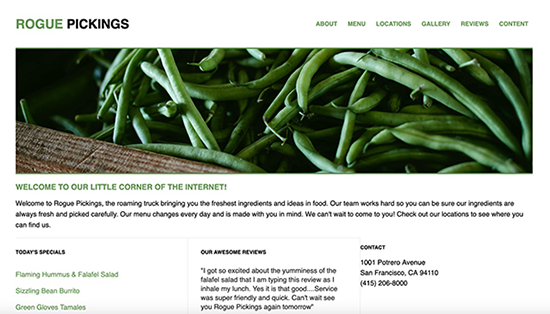 ROGUE PICKINGS
ABOUT MENU LOCATIONS GALLERY REVIEWS CONTENT
WELCOME TO OUR LITTLE CORNER OF THE INTERNET!
Welcome to Rogue Pickings, the roaming truck bringing you the freshest ingredients and ideas in food. Our team works hard so you can be sure our ingredients are
always fresh and picked carefully. Our menu changes every day and is made with you in mind. We can't wait to come to you! Check out our locations to see where you
can find us.
TODAY'S SPECIALS
Flaming Hummus & Falafel Salad
Sizzling Bean Burrito
Green Gloves Tamales
OUR AWESOME REVIEWS
"I got so excited about the yumminess of the
falafel salad that I am typing this review as I
inhale my lunch. Yes it is that good....Service
was super friendly and quick. Can't wait see
you Rogue Pickings again tomorrow"
CONTACT
1001 Potrero Avenue
San Francisco, CA 94110
(415) 206-8000